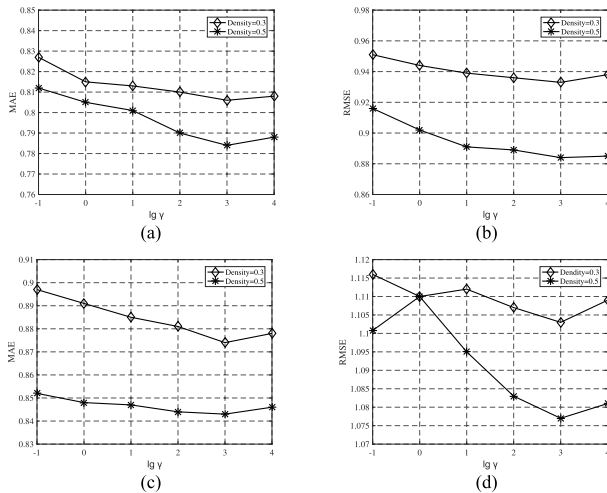 0.85
0.84
0.83
0.82
0.81
0.8
0.79
0.78
0.77
0.76
MAE
Density=0.3
Density=0.5
-1 0 1 2 3 4
lg γ
(a)
0.98
0.96
0.94
0.92
0.9
0.88
0.86
RMSE
Density=0.3
Density=0.5
-1 0 1 2 3 4
lg γ
(b)
0.91
0.9
0.89
0.88
0.87
0.86
0.85
0.84
0.83
MAE
Density=0.3
Density=0.5
-1 0 1 2 3 4
lg γ
(c)
1.12
1.115
1.11
1.105
1.1
1.095
1.09
1.085
1.08
1.075
1.07
RMSE
Dendity=0.3
Density=0.5
-1 0 1 2 3 4
lg γ
(d)